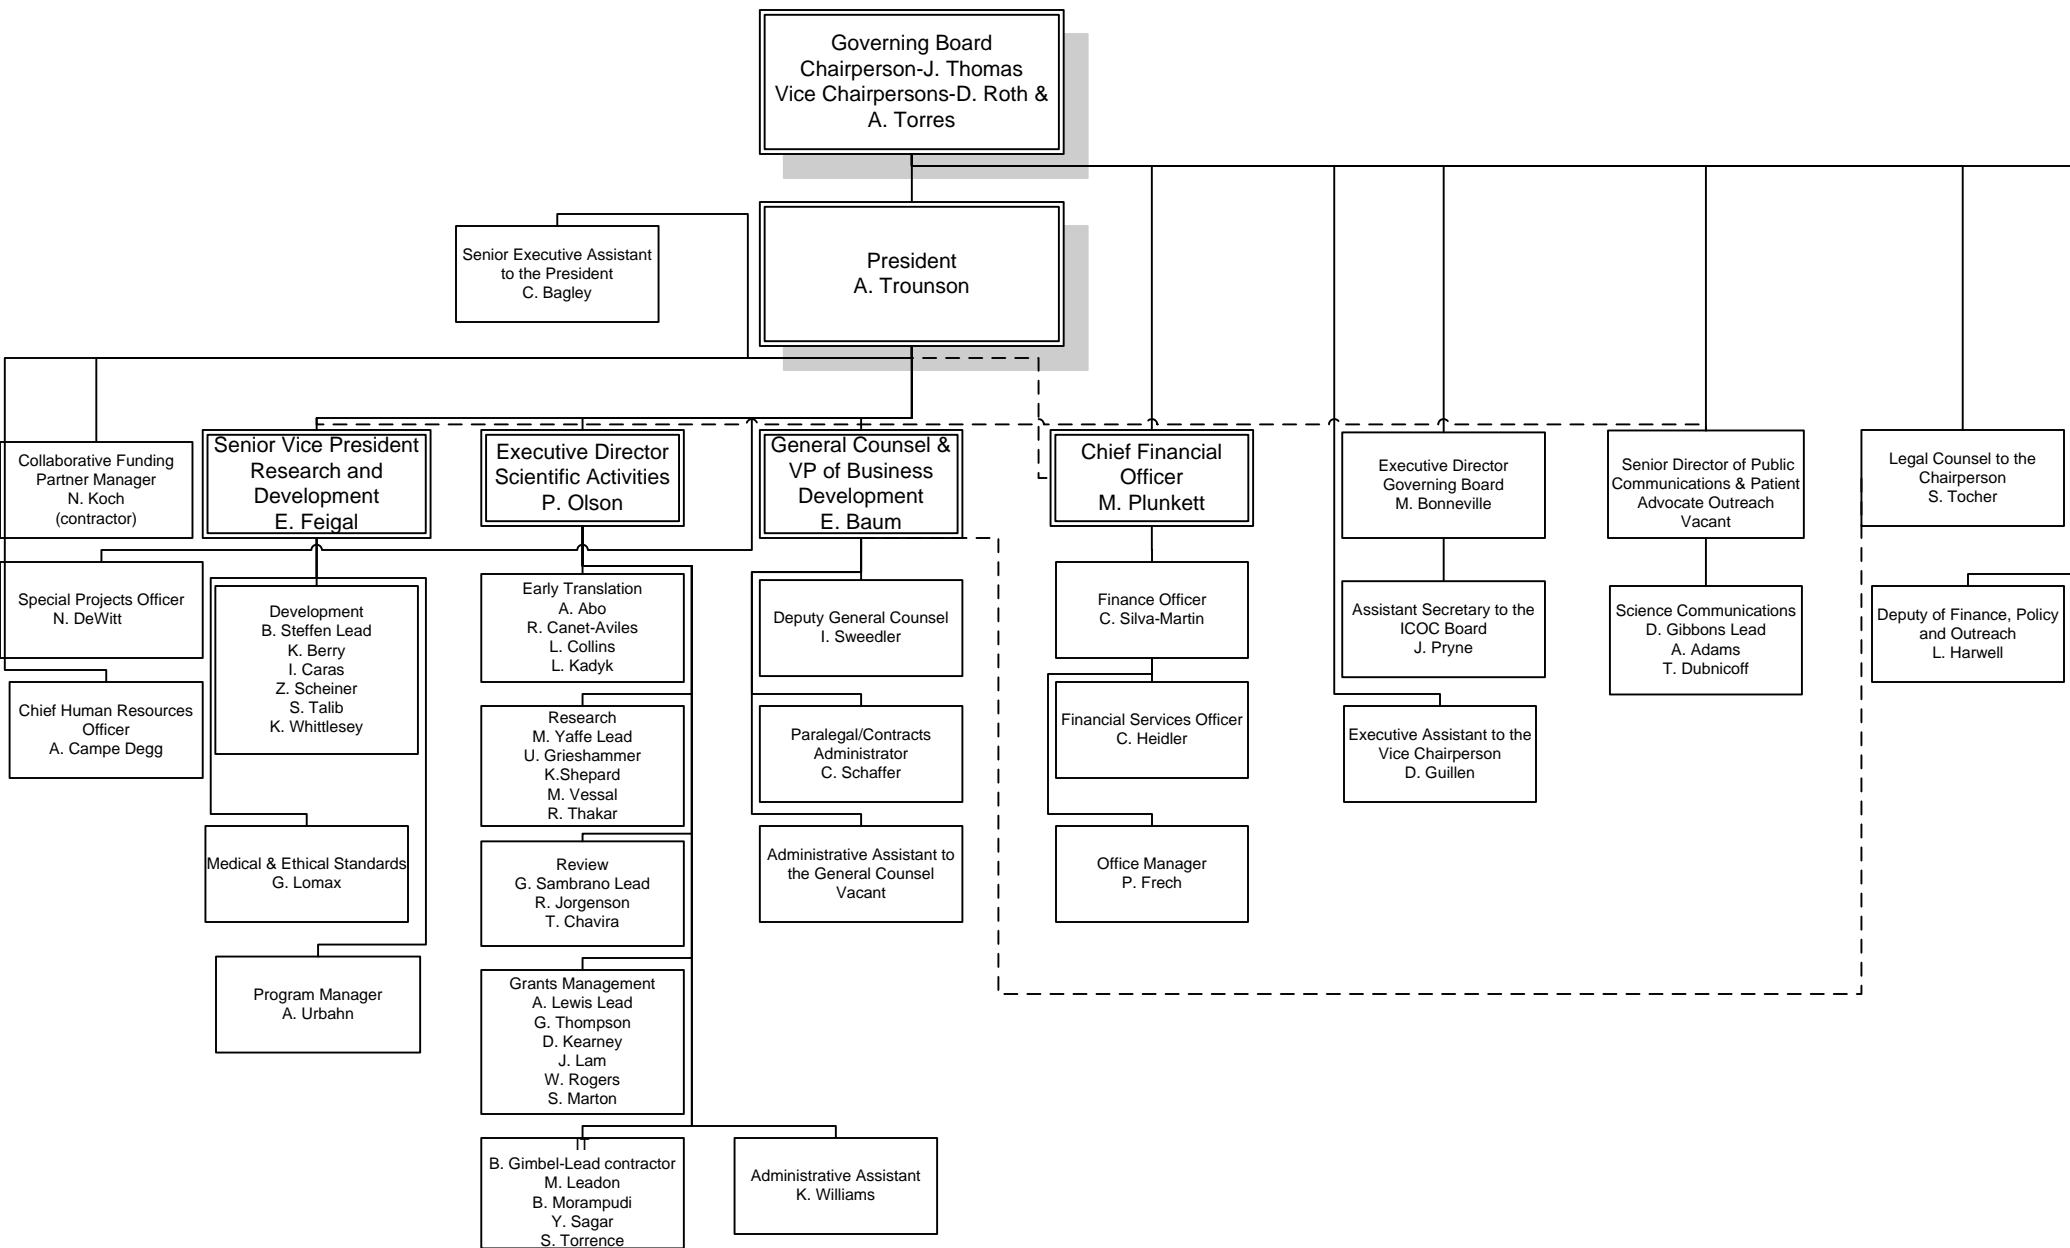 Governing Board
Chairperson-J. Thomas
Vice Chairpersons-D. Roth &
A. Torres
President
A. Trounson
Senior Executive Assistant
to the President
C. Bagley
Collaborative Funding
Partner Manager
N. Koch
(contractor)
Senior Vice President
Research and
Development
E. Feigal
Executive Director
Scientific Activities
P. Olson
General Counsel &
VP of Business
Development
E. Baum
Chief Financial
Officer
M. Plunkett
Executive Director
Governing Board
M. Bonneville
Senior Director of Public
Communications & Patient
Advocate Outreach
Vacant
Legal Counsel to the
Chairperson
S. Tocher
Special Projects Officer
N. DeWitt
Development
B. Steffen Lead
K. Berry
I. Caras
Z. Scheiner
S. Talib
K. Whittlesey
Early Translation
A. Abo
R. Canet-Aviles
L. Collins
L. Kadyk
Deputy General Counsel
I. Sweedler
Finance Officer
C. Silva-Martin
Assistant Secretary to the
ICOC Board
J. Pryne
Science Communications
D. Gibbons Lead
A. Adams
T. Dubnicoff
Deputy of Finance, Policy
and Outreach
L. Harwell
Chief Human Resources
Officer
A. Campe Degg
Research
M. Yaffe Lead
U. Grieshammer
K.Shepard
M. Vessal
R. Thakar
Paralegal/Contracts
Administrator
C. Schaffer
Financial Services Officer
C. Heidler
Executive Assistant to the
Vice Chairperson
D. Guillen
Medical & Ethical Standards
G. Lomax
Review
G. Sambrano Lead
R. Jorgenson
T. Chavira
Administrative Assistant to
the General Counsel
Vacant
Office Manager
P. Frech
Program Manager
A. Urbahn
Grants Management
A. Lewis Lead
G. Thompson
D. Kearney
J. Lam
W. Rogers
S. Marton
IT
B. Gimbel-Lead contractor
M. Leadon
B. Morampudi
Y. Sagar
S. Torrence
Administrative Assistant
K. Williams